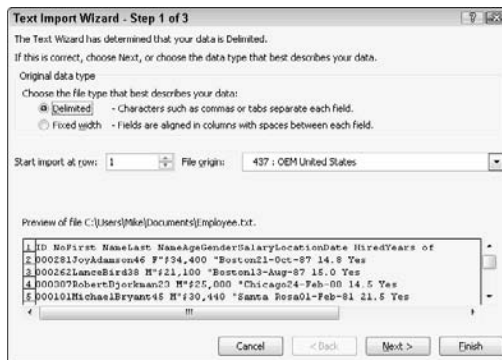 Text Import Wizard - Step 1 of 3
The Text Wizard has determined that your data is Delimited.
If this is correct, choose Next, or choose the data type that best describes your data.
Original data type
Choose the file type that best describes your data:
Delimited - Characters such as commas or tabs separate each field.
Fixed width - Fields are aligned in columns with spaces between each field.
Start import at row: 1 File origin: 437 : OEM United States
Preview of file C:\Users\Mike\Documents\Employee.txt.
1 ID NoFirst NameLast NameAgeGenderSalaryLocationDate HiredYears of
2 000281JoyAdamson46 F"$34,400 "Boston21-Oct-87 14.8 Yes
3 000262LanceBird38 M"$21,100 "Boston13-Aug-87 15.0 Yes
4 000307RobertBjorkman23 M"$25,000 "Chicago24-Feb-88 14.5 Yes
5 000101MichaelBryant45 M"$30,440 "Santa Rosa01-Feb-81 21.5 Yes
Cancel < Back Next > Finish